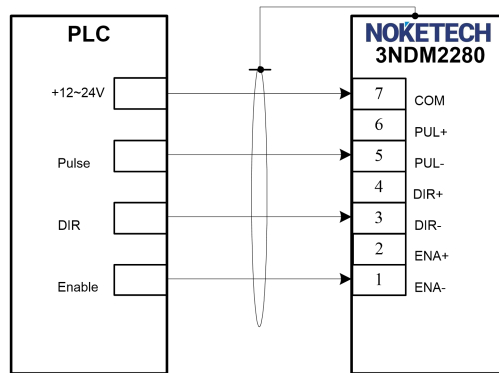 PLC
+12~24V
Pulse
DIR
Enable
NOKETECH
3NDM2280
7 COM
6 PUL+
5 PUL-
4 DIR+
3 DIR-
2 ENA+
1 ENA-